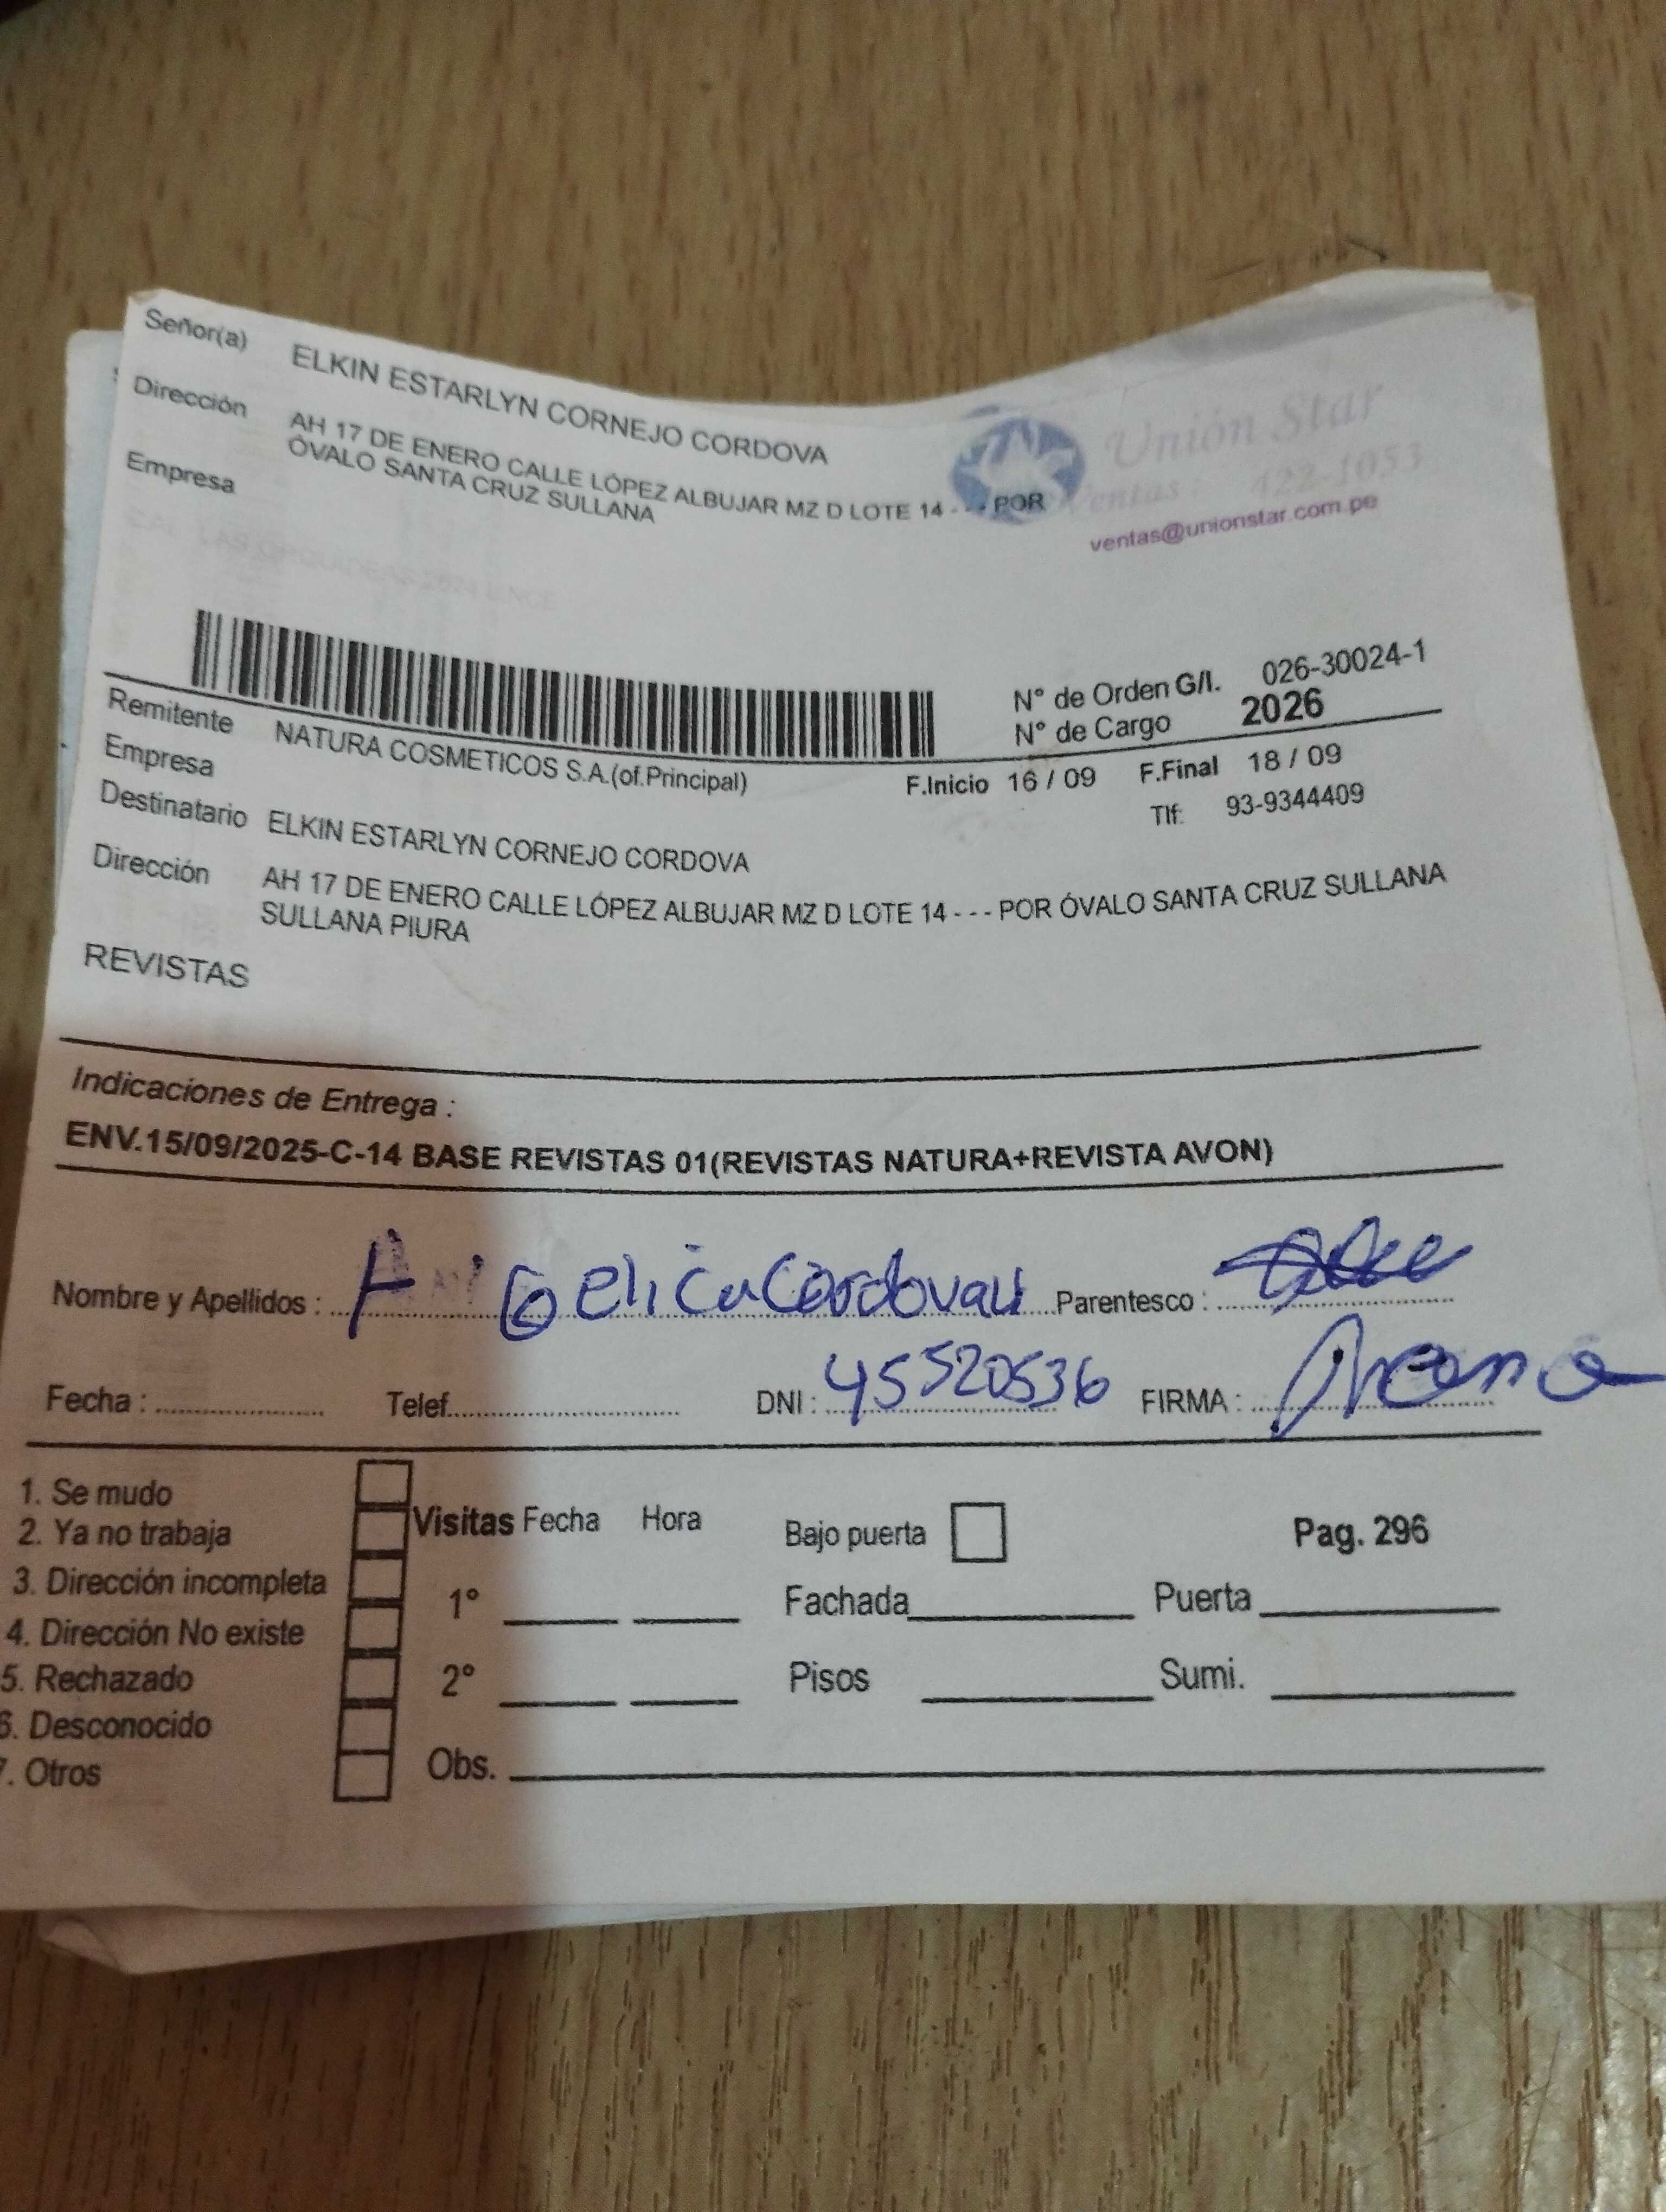 Señor(a) ELKIN ESTARLYN CORNEJO CORDOVA
Dirección AH 17 DE ENERO CALLE LÓPEZ ALBUJAR MZ D LOTE 14 - - - POR
ÓVALO SANTA CRUZ SULLANA
Empresa
Unión Star
Ventas: 422-1053
ventas@unionstar.com.pe
N° de Orden G/I. 026-30024-1
N° de Cargo 2026
Remitente NATURA COSMETICOS S.A.(of.Principal)
F.Inicio 16 / 09 F.Final 18 / 09
Empresa
Tlf: 93-9344409
Destinatario ELKIN ESTARLYN CORNEJO CORDOVA
Dirección AH 17 DE ENERO CALLE LÓPEZ ALBUJAR MZ D LOTE 14 - - - POR ÓVALO SANTA CRUZ SULLANA
SULLANA PIURA
REVISTAS
Indicaciones de Entrega :
ENV.15/09/2025-C-14 BASE REVISTAS 01(REVISTAS NATURA+REVISTA AVON)
Nombre y Apellidos : Parentesco :
Fecha : Telef. DNI : 45520536 FIRMA :
1. Se mudo
2. Ya no trabaja
3. Dirección incompleta
4. Dirección No existe
5. Rechazado
6. Desconocido
7. Otros
Visitas Fecha Hora
1°
2°
Obs.
Bajo puerta Pag. 296
Fachada Puerta
Pisos Sumi.